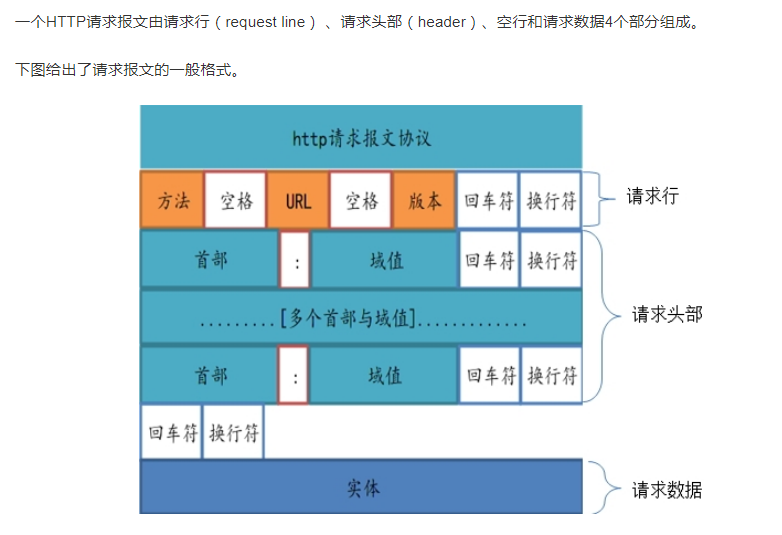 一个HTTP请求报文由请求行（request line）、请求头部（header）、空行和请求数据4个部分组成。
下图给出了请求报文的一般格式。
http请求报文协议
方法 空格 URL 空格 版本 回车符 换行符 请求行
首部 : 域值 回车符 换行符
.........[多个首部与域值]............. 请求头部
首部 : 域值 回车符 换行符
回车符 换行符
实体 请求数据